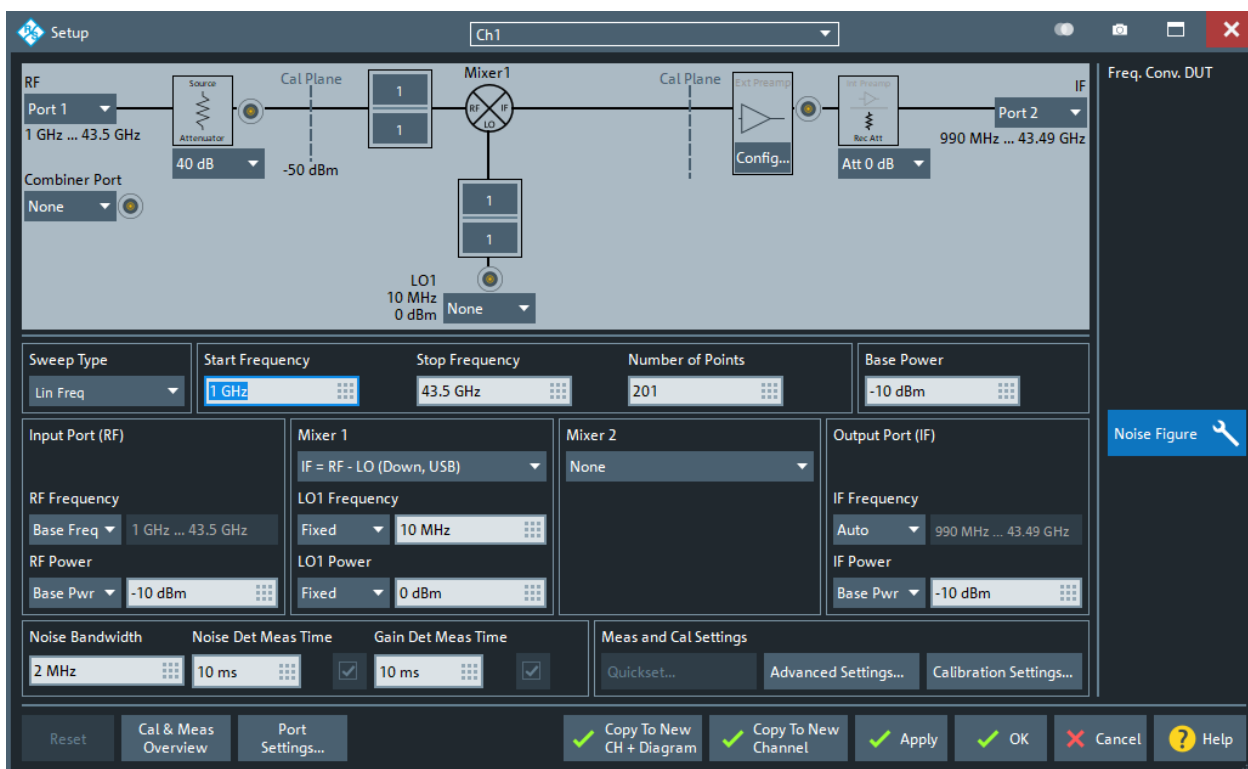 Setup
Ch1
RF
Port 1
1 GHz ... 43.5 GHz
Source
Attenuator
40 dB
Cal Plane
-50 dBm
Combiner Port
None
1
1
Mixer1
RF IF
LO
1
1
LO1
10 MHz
0 dBm
None
Cal Plane
Ext Preamp
Config...
Int Preamp
Rec Att
Att 0 dB
IF
Port 2
990 MHz ... 43.49 GHz
Freq. Conv. DUT
Noise Figure
Sweep Type
Lin Freq
Start Frequency
1 GHz
Stop Frequency
43.5 GHz
Number of Points
201
Base Power
-10 dBm
Input Port (RF)
RF Frequency
Base Freq 1 GHz ... 43.5 GHz
RF Power
Base Pwr -10 dBm
Mixer 1
IF = RF - LO (Down, USB)
LO1 Frequency
Fixed 10 MHz
LO1 Power
Fixed 0 dBm
Mixer 2
None
Output Port (IF)
IF Frequency
Auto 990 MHz ... 43.49 GHz
IF Power
Base Pwr -10 dBm
Noise Bandwidth
2 MHz
Noise Det Meas Time
10 ms
Gain Det Meas Time
10 ms
Meas and Cal Settings
Quickset...
Advanced Settings...
Calibration Settings...
Reset
Cal & Meas
Overview
Port
Settings...
Copy To New
CH + Diagram
Copy To New
Channel
Apply
OK
Cancel
? Help